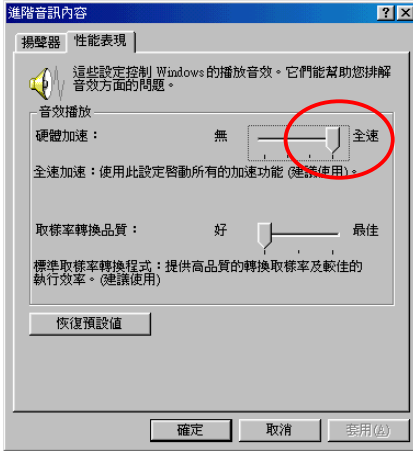 進階音訊內容
揚聲器 性能表現
這些設定控制 Windows 的播放音效。它們能幫助您排解
音效方面的問題。
音效播放
硬體加速： 無 全速
全速加速：使用此設定啟動所有的加速功能 (建議使用)。
取樣率轉換品質： 好 最佳
標準取樣率轉換程式：提供高品質的轉換取樣率及較佳的
執行效率。(建議使用)
恢復預設值
確定 取消 套用(A)